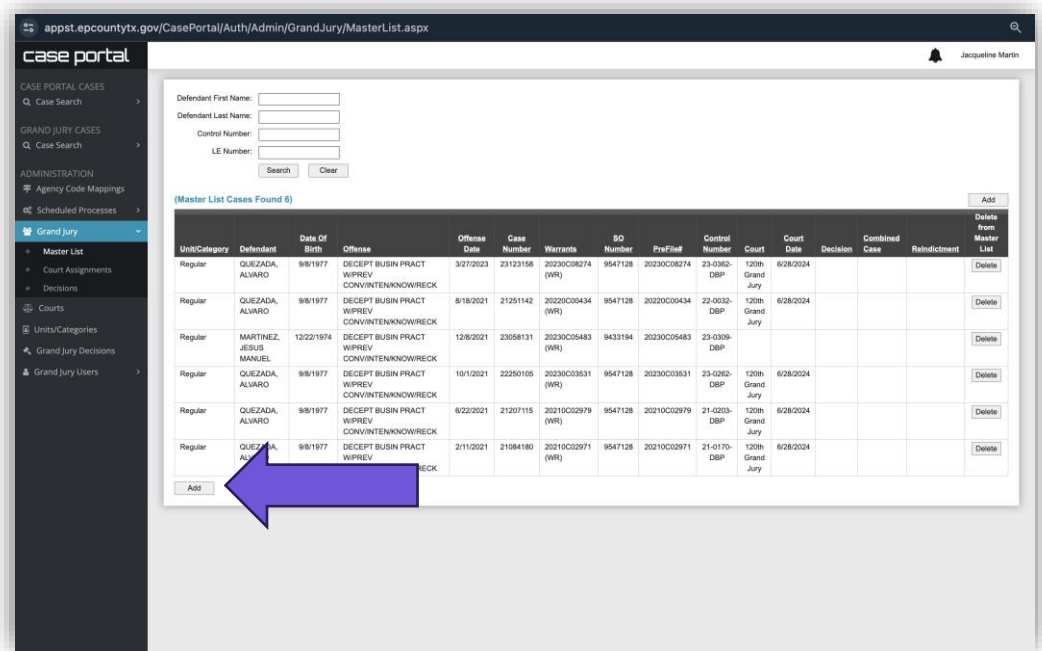 appst.epcountytx.gov/CasePortal/Auth/Admin/GrandJury/MasterList.aspx
case portal
Jacqueline Martin
CASE PORTAL CASES
Case Search
GRAND JURY CASES
Case Search
ADMINISTRATION
Agency Code Mappings
Scheduled Processes
Grand Jury
Master List
Court Assignments
Decisions
Courts
Units/Categories
Grand Jury Decisions
Grand Jury Users
Defendant First Name:
Defendant Last Name:
Control Number:
LE Number:
Search Clear
(Master List Cases Found 6) Add
Unit/Category Defendant Date Of Birth Offense Offense Date Case Number Warrants SO Number PreFile# Control Number Court Court Date Decision Combined Case Reindictment Delete from Master List
Regular QUEZADA, ALVARO 9/8/1977 DECEPT BUSIN PRACT W/PREV CONV/INTEN/KNOW/RECK 3/27/2023 23123158 20230C08274 (WR) 9547128 20230C08274 23-0362-DBP 120th Grand Jury 6/28/2024 Delete
Regular QUEZADA, ALVARO 9/8/1977 DECEPT BUSIN PRACT W/PREV CONV/INTEN/KNOW/RECK 8/18/2021 21251142 20220C00434 (WR) 9547128 20220C00434 22-0032-DBP 120th Grand Jury 6/28/2024 Delete
Regular MARTINEZ, JESUS MANUEL 12/22/1974 DECEPT BUSIN PRACT W/PREV CONV/INTEN/KNOW/RECK 12/8/2021 23058131 20230C05483 (WR) 9433194 20230C05483 23-0309-DBP Delete
Regular QUEZADA, ALVARO 9/8/1977 DECEPT BUSIN PRACT W/PREV CONV/INTEN/KNOW/RECK 10/1/2021 22250105 20230C03531 (WR) 9547128 20230C03531 23-0262-DBP 120th Grand Jury 6/28/2024 Delete
Regular QUEZADA, ALVARO 9/8/1977 DECEPT BUSIN PRACT W/PREV CONV/INTEN/KNOW/RECK 6/22/2021 21207115 20210C02979 (WR) 9547128 20210C02979 21-0203-DBP 120th Grand Jury 6/28/2024 Delete
Regular 9/8/1977 DECEPT BUSIN PRACT W/PREV 2/11/2021 21084180 20210C02971 (WR) 9547128 20210C02971 21-0170-DBP 120th Grand Jury 6/28/2024 Delete
Add